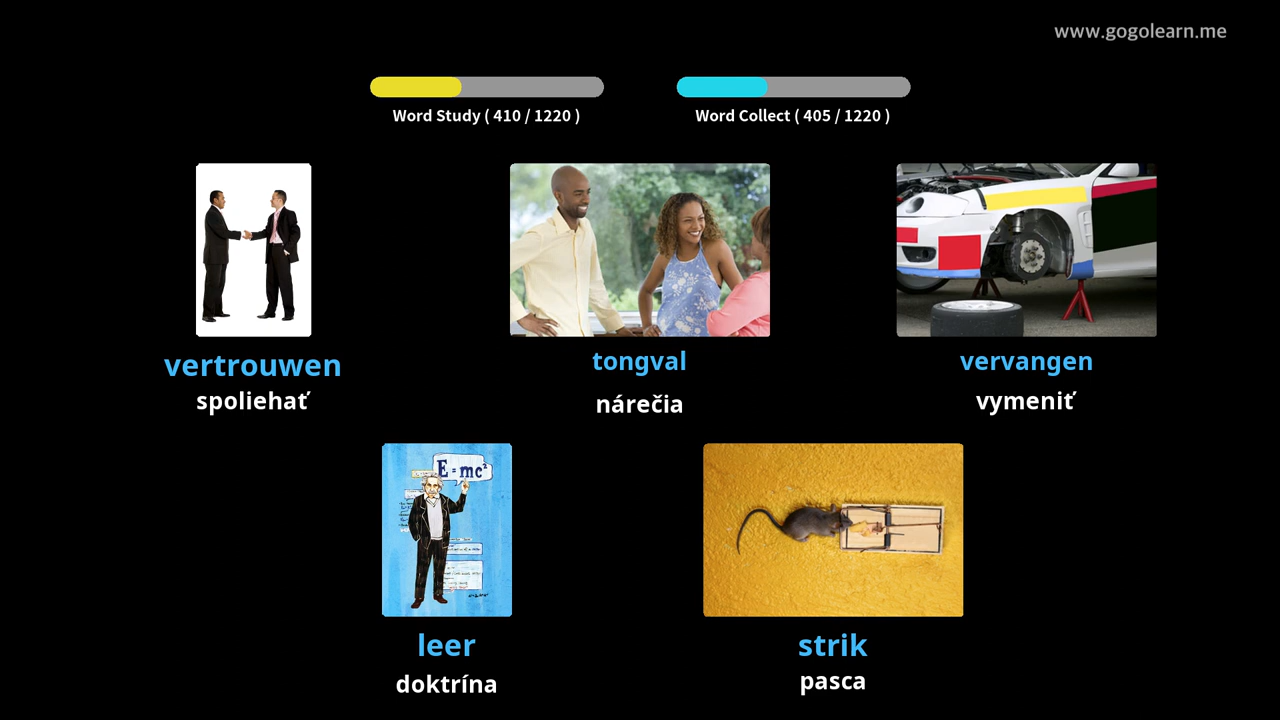 www.gogolearn.me
Word Study ( 410 / 1220 )
Word Collect ( 405 / 1220 )
vertrouwen
spoliehať
tongval
nárečia
vervangen
vymeniť
E = mc²
leer
doktrína
strik
pasca